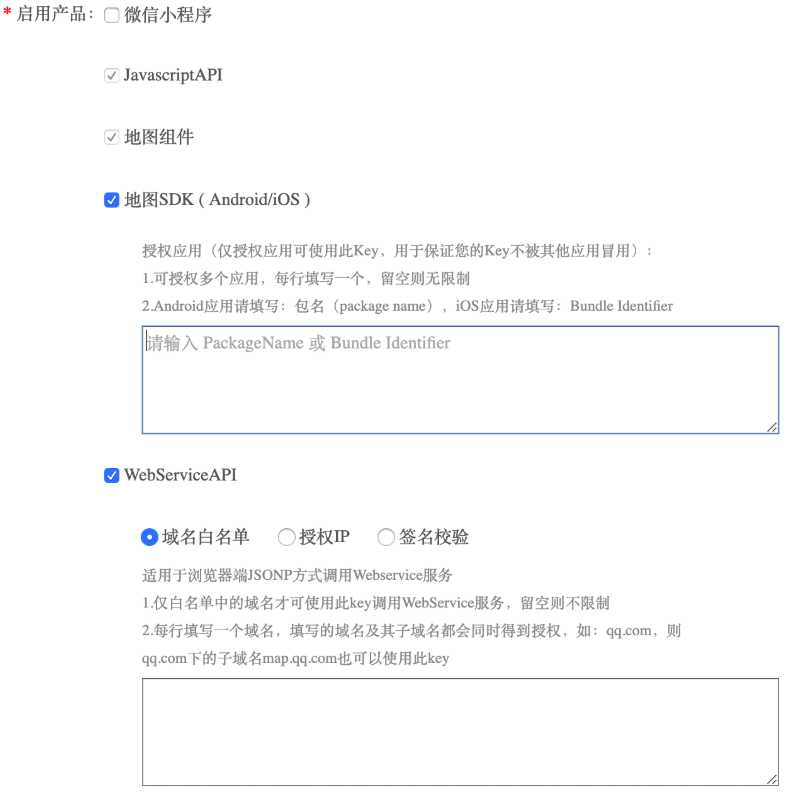 * 启用产品： 微信小程序
JavascriptAPI
地图组件
地图SDK ( Android/iOS )
授权应用（仅授权应用可使用此Key，用于保证您的Key不被其他应用冒用）：
1.可授权多个应用，每行填写一个，留空则无限制
2.Android应用请填写：包名（package name），iOS应用请填写：Bundle Identifier
请输入 PackageName 或 Bundle Identifier
WebServiceAPI
域名白名单 授权IP 签名校验
适用于浏览器端JSONP方式调用Webservice服务
1.仅白名单中的域名才可使用此key调用WebService服务，留空则不限制
2.每行填写一个域名，填写的域名及其子域名都会同时得到授权，如：qq.com，则
qq.com下的子域名map.qq.com也可以使用此key